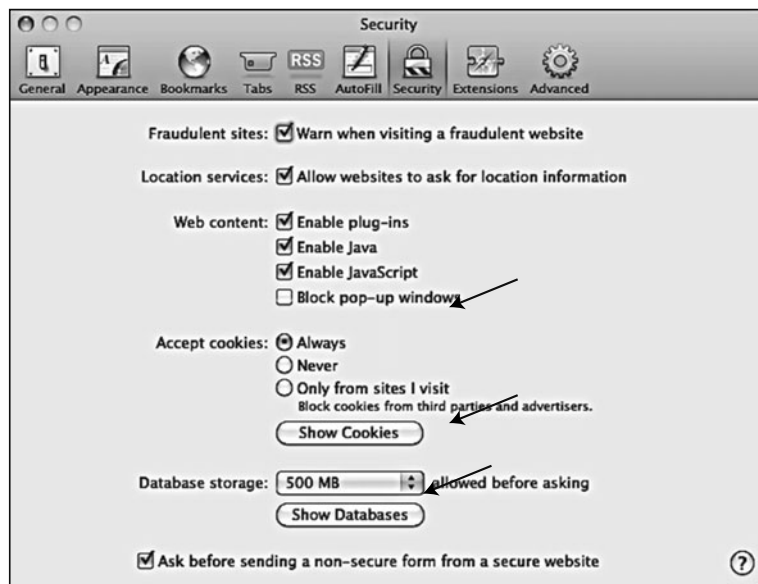 Security
General Appearance Bookmarks Tabs RSS AutoFill Security Extensions Advanced
RSS
Fraudulent sites: Warn when visiting a fraudulent website
Location services: Allow websites to ask for location information
Web content: Enable plug-ins
Enable Java
Enable JavaScript
Block pop-up windows
Accept cookies: Always
Never
Only from sites I visit
Block cookies from third parties and advertisers.
Show Cookies
Database storage: 500 MB allowed before asking
Show Databases
Ask before sending a non-secure form from a secure website
?